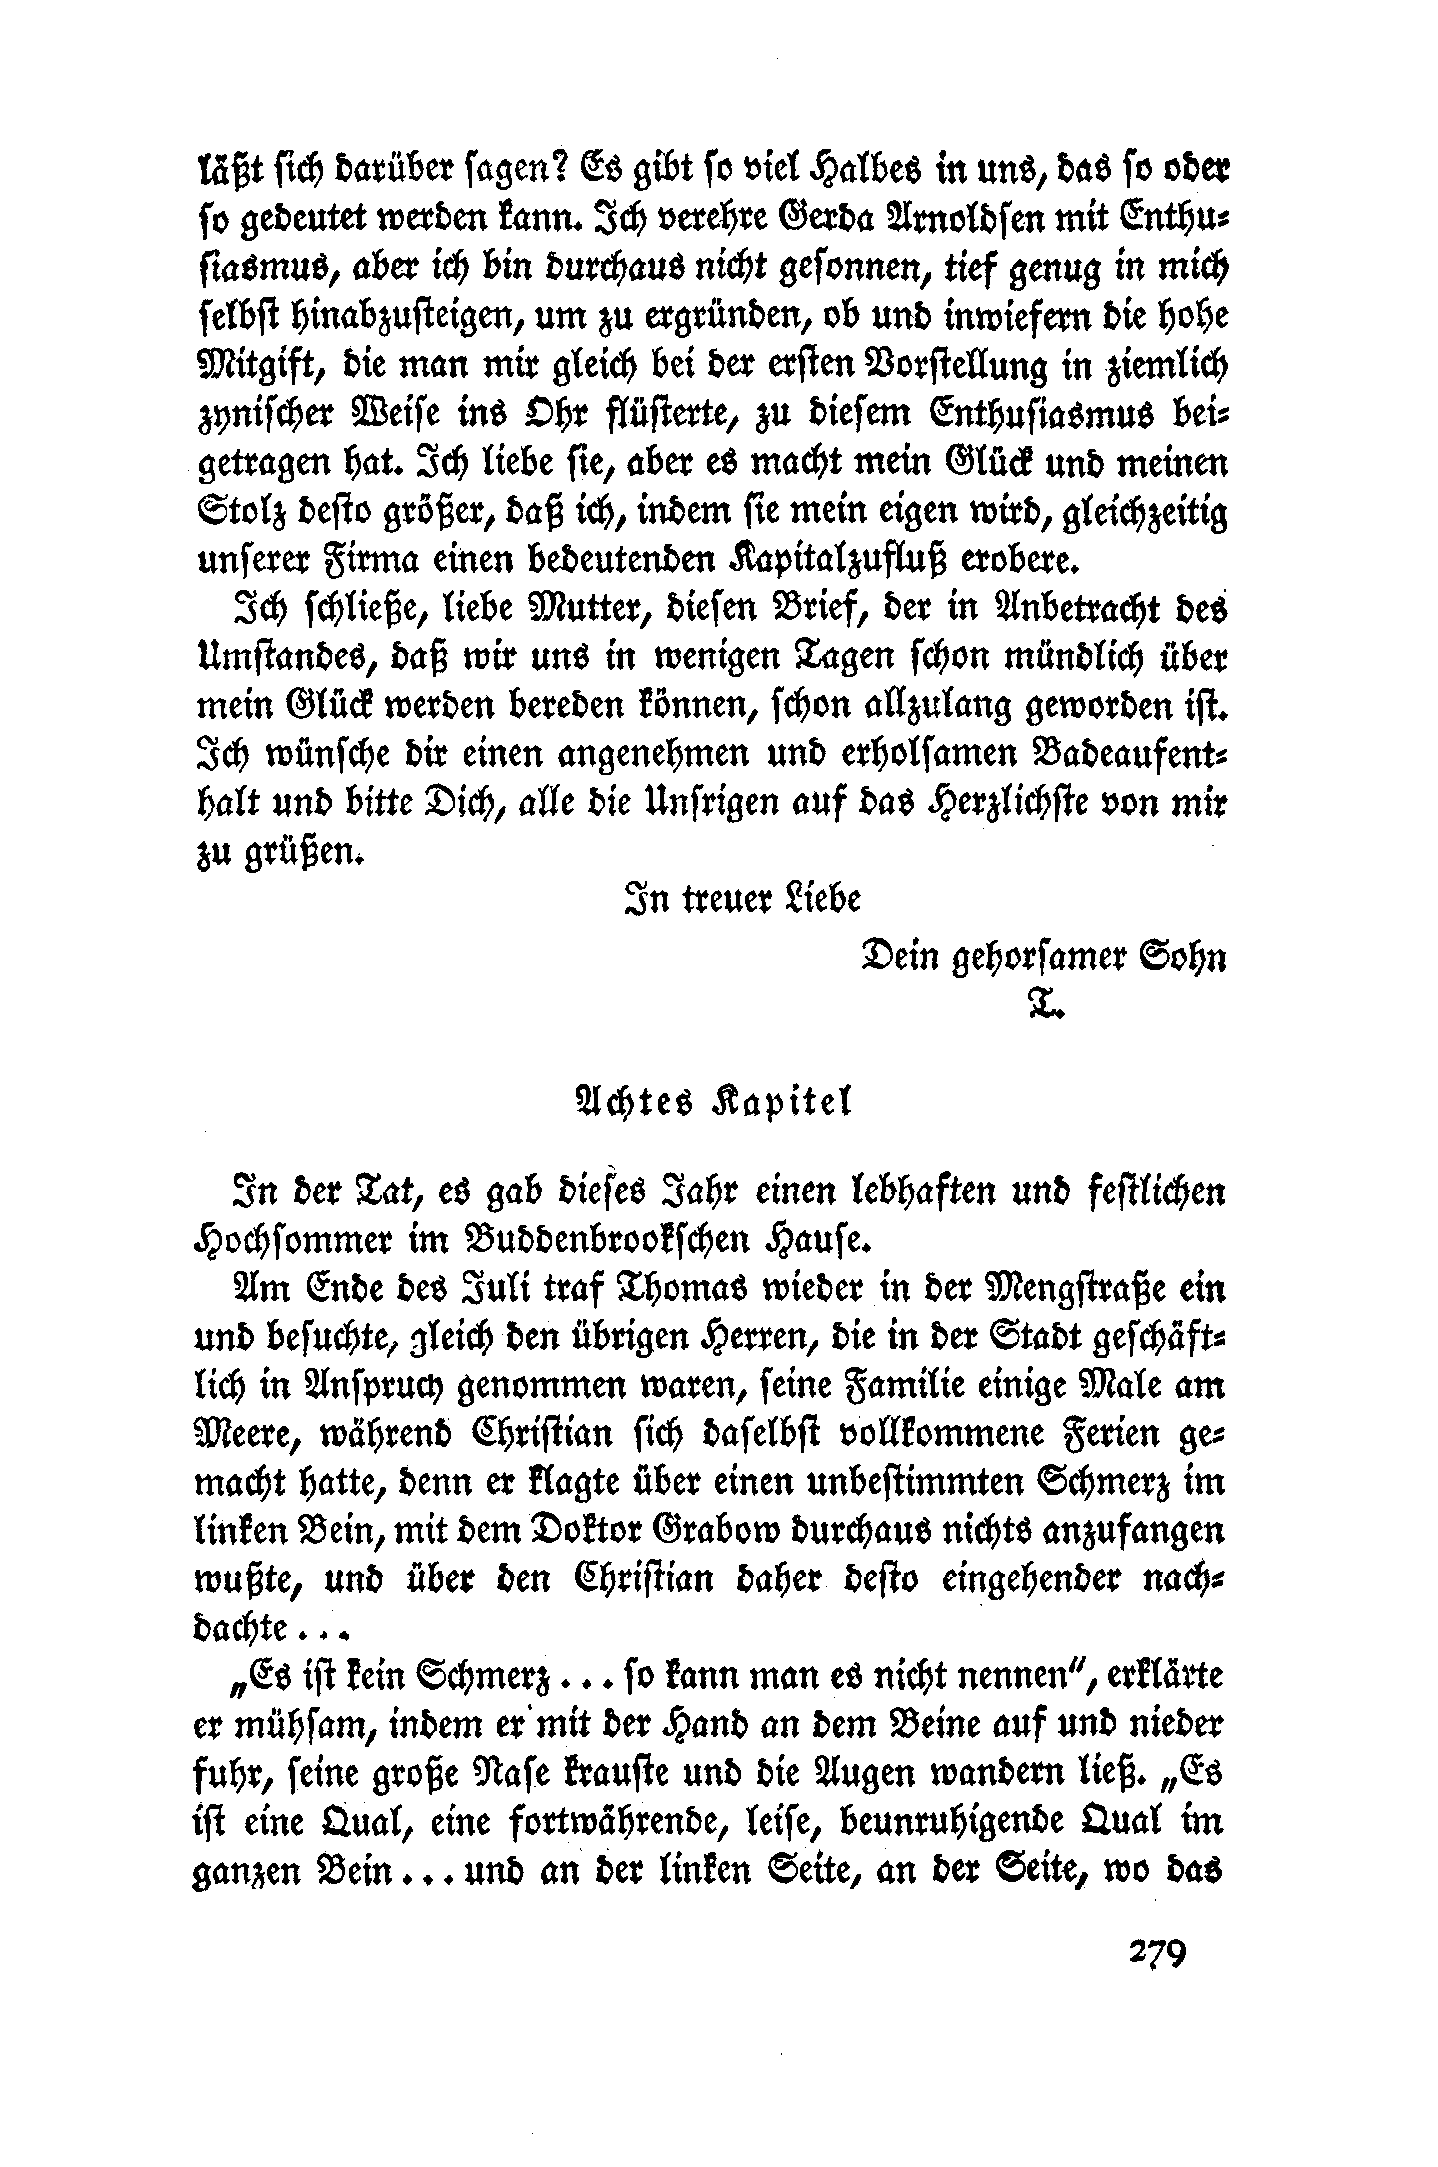 läßt sich darüber sagen? Es gibt so viel Halbes in uns, das so oder
so gedeutet werden kann. Ich verehre Gerda Arnoldsen mit Enthu-
siasmus, aber ich bin durchaus nicht gesonnen, tief genug in mich
selbst hinabzusteigen, um zu ergründen, ob und inwiefern die hohe
Mitgift, die man mir gleich bei der ersten Vorstellung in ziemlich
zynischer Weise ins Ohr flüsterte, zu diesem Enthusiasmus bei-
getragen hat. Ich liebe sie, aber es macht mein Glück und meinen
Stolz desto größer, daß ich, indem sie mein eigen wird, gleichzeitig
unserer Firma einen bedeutenden Kapitalzufluß erobere.
Ich schließe, liebe Mutter, diesen Brief, der in Anbetracht des
Umstandes, daß wir uns in wenigen Tagen schon mündlich über
mein Glück werden bereden können, schon allzulang geworden ist.
Ich wünsche dir einen angenehmen und erholsamen Badeaufent-
halt und bitte Dich, alle die Unsrigen auf das Herzlichste von mir
zu grüßen.
In treuer Liebe
Dein gehorsamer Sohn
T.
Achtes Kapitel
In der Tat, es gab dieses Jahr einen lebhaften und festlichen
Hochsommer im Buddenbrookschen Hause.
Am Ende des Juli traf Thomas wieder in der Mengstraße ein
und besuchte, gleich den übrigen Herren, die in der Stadt geschäft-
lich in Anspruch genommen waren, seine Familie einige Male am
Meere, während Christian sich daselbst vollkommene Ferien ge-
macht hatte, denn er klagte über einen unbestimmten Schmerz im
linken Bein, mit dem Doktor Grabow durchaus nichts anzufangen
wußte, und über den Christian daher desto eingehender nach-
dachte...
„Es ist kein Schmerz... so kann man es nicht nennen“, erklärte
er mühsam, indem er mit der Hand an dem Beine auf und nieder
fuhr, seine große Nase krauste und die Augen wandern ließ. „Es
ist eine Qual, eine fortwährende, leise, beunruhigende Qual im
ganzen Bein... und an der linken Seite, an der Seite, wo das
279